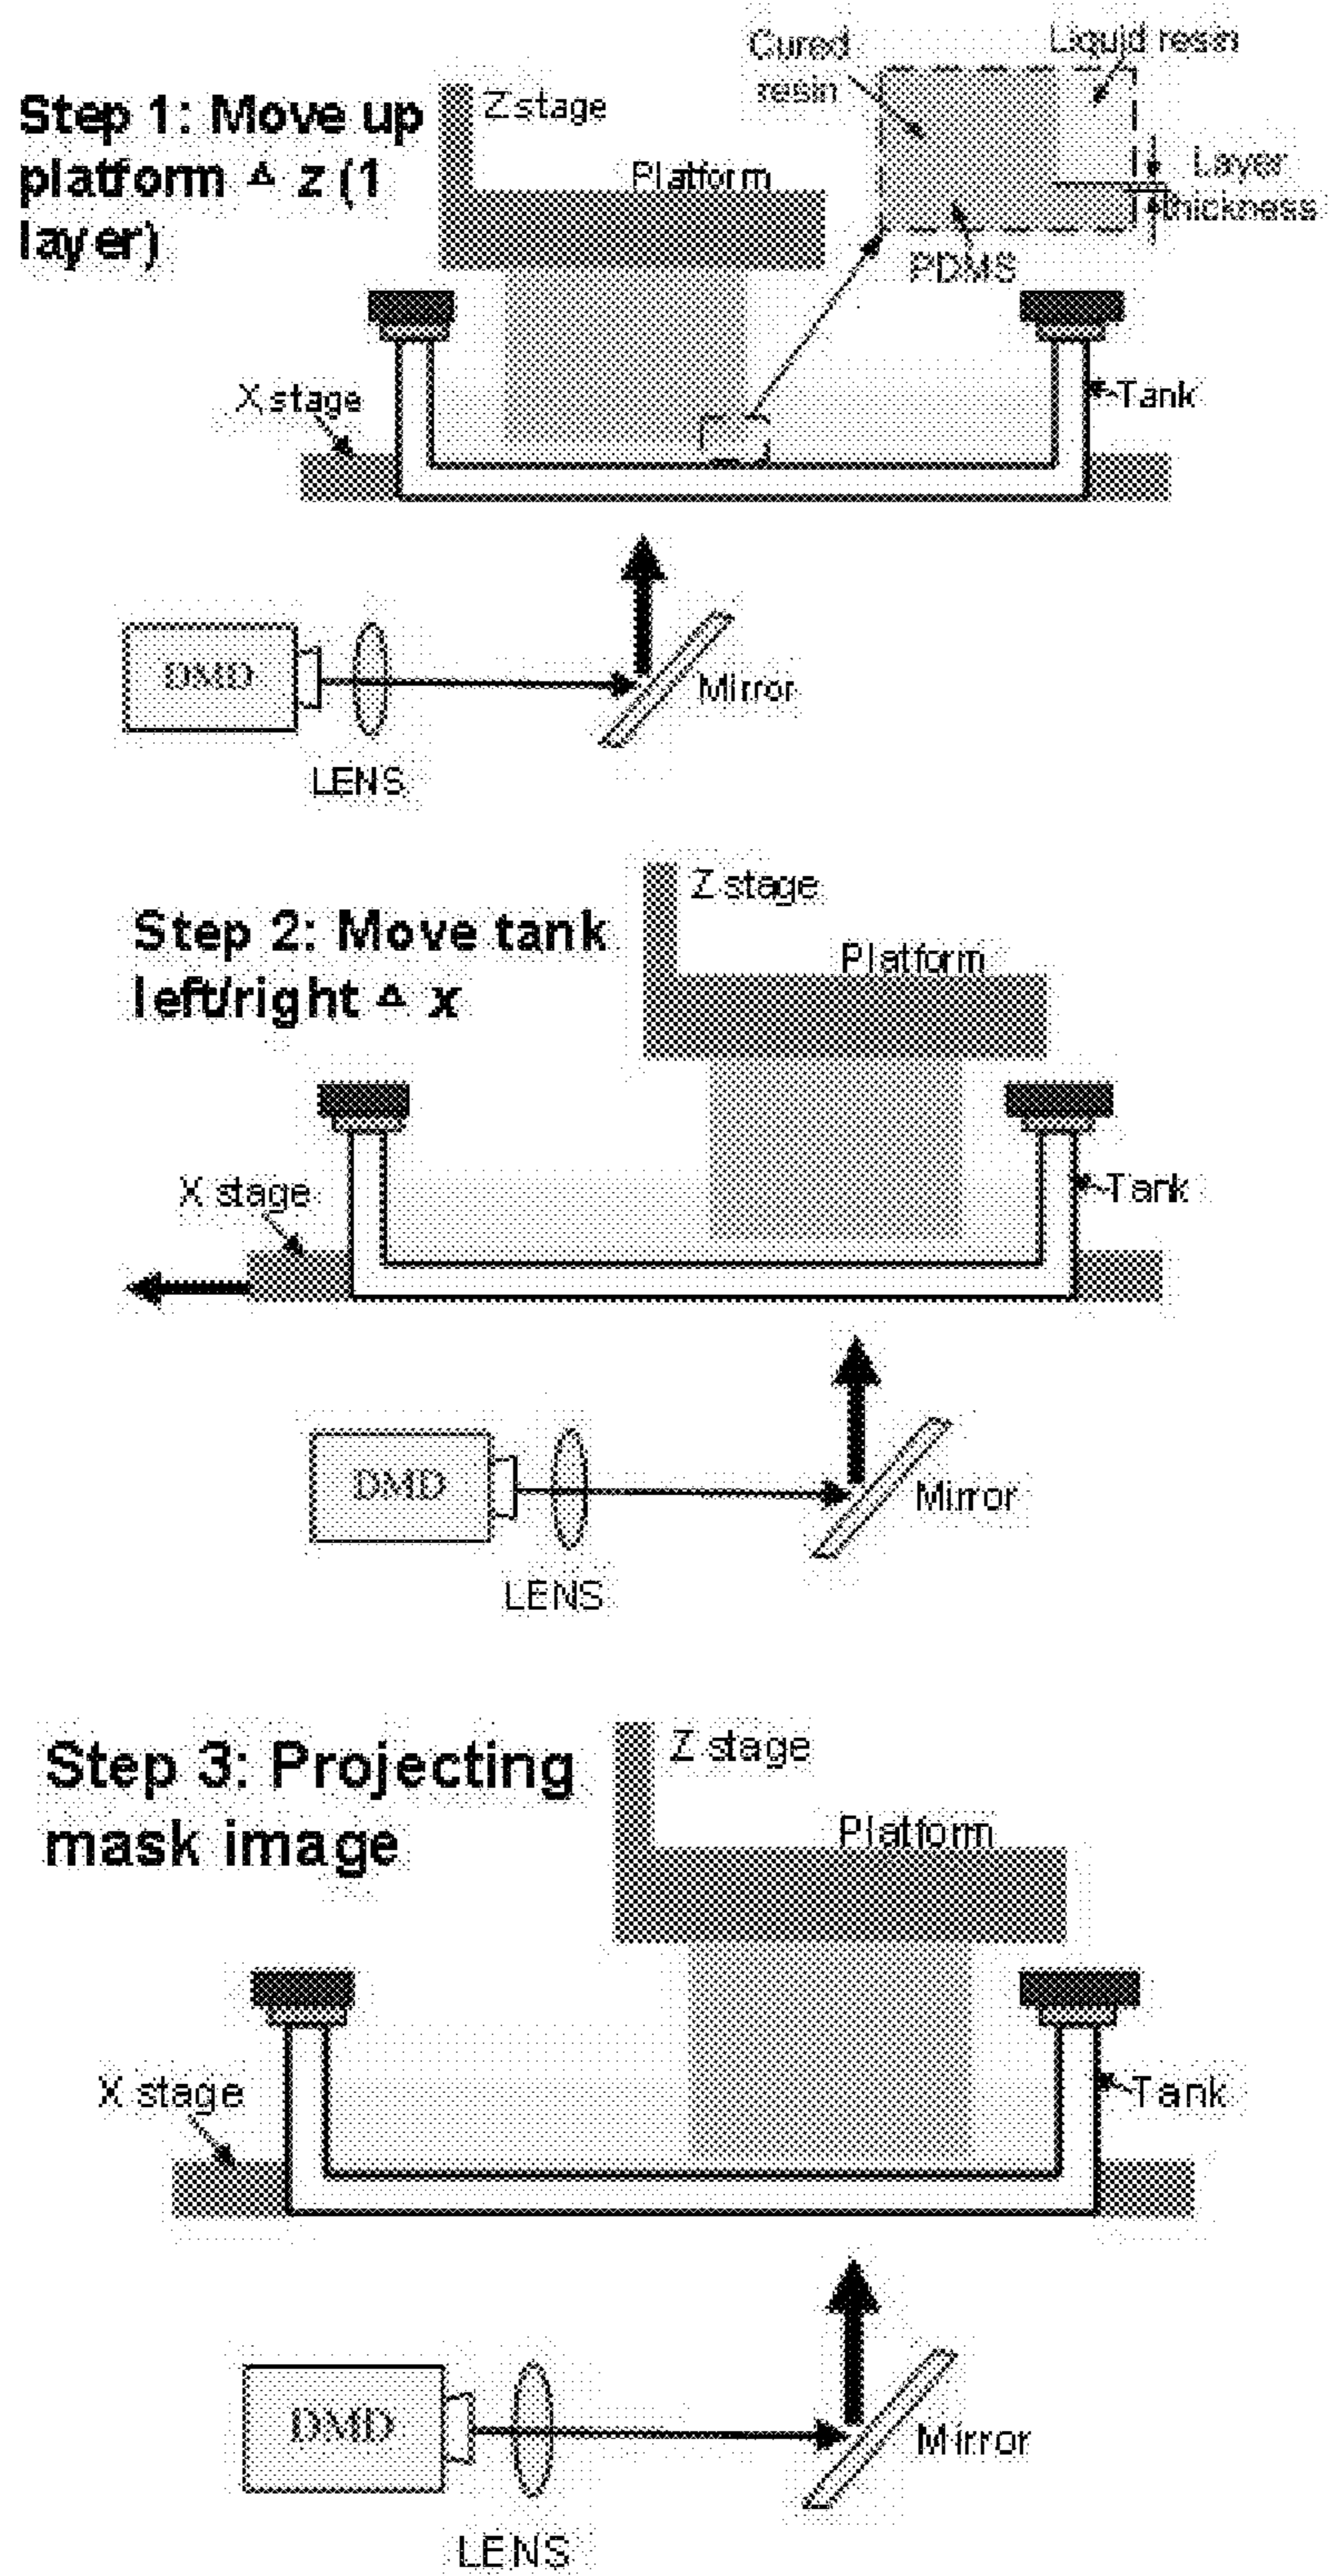 Cured
resin
Liquid resin
Step 1: Move up
platform Δ z (1
layer)
Z stage
Platform
Layer
thickness
PDMS
X stage
Tank
DMD
Mirror
LENS
Z stage
Step 2: Move tank
left/right Δ x
Platform
X stage
Tank
DMD
Mirror
LENS
Step 3: Projecting
mask image
Z stage
Platform
X stage
Tank
DMD
Mirror
LENS